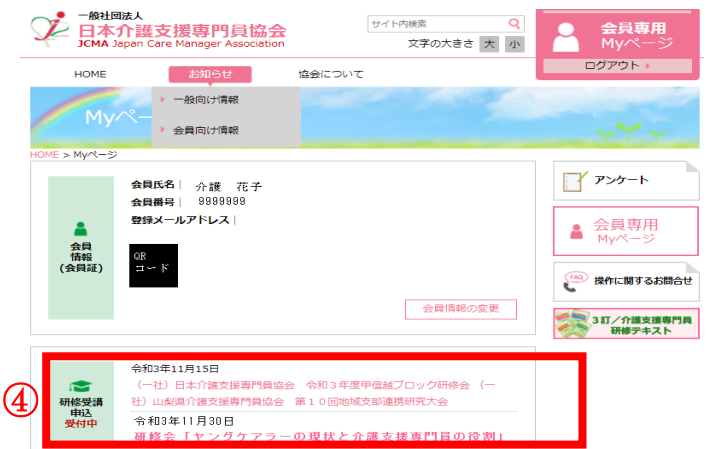 一般社団法人
日本介護支援専門員協会
JCMA Japan Care Manager Association
サイト内検索
文字の大きさ 大 小
会員専用
Myページ
ログアウト
HOME お知らせ 協会について
一般向け情報
会員向け情報
Myペー
HOME > Myページ
会員氏名| 介護 花子
会員番号| 9999999
登録メールアドレス|
会員
情報
(会員証)
QR
コード
会員情報の変更
アンケート
会員専用
Myページ
FAQ 操作に関するお問合せ
3訂/介護支援専門員
研修テキスト
④
研修受講
申込
受付中
令和3年11月15日
(一社)日本介護支援専門員協会 令和3年度甲信越ブロック研修会 (一
社)山梨県介護支援専門員協会 第10回地域支部連携研究大会
令和3年11月30日
研修会「ヤングケアラーの現状と介護支援専門員の役割」